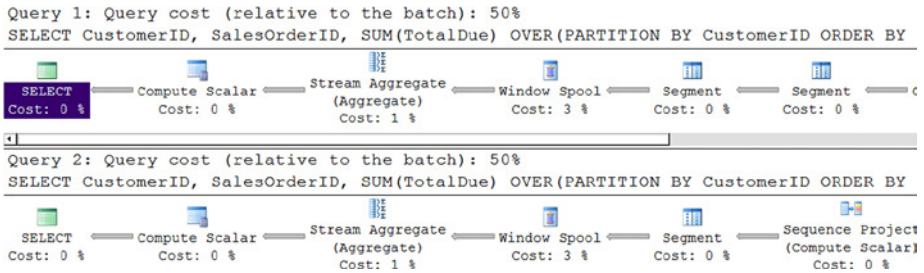 Query 1: Query cost (relative to the batch): 50%
SELECT CustomerID, SalesOrderID, SUM(TotalDue) OVER(PARTITION BY CustomerID ORDER BY
SELECT
Cost: 0 %
Compute Scalar
Cost: 0 %
Stream Aggregate
(Aggregate)
Cost: 1 %
Window Spool
Cost: 3 %
Segment
Cost: 0 %
Segment
Cost: 0 %
Query 2: Query cost (relative to the batch): 50%
SELECT CustomerID, SalesOrderID, SUM(TotalDue) OVER(PARTITION BY CustomerID ORDER BY
SELECT
Cost: 0 %
Compute Scalar
Cost: 0 %
Stream Aggregate
(Aggregate)
Cost: 1 %
Window Spool
Cost: 3 %
Segment
Cost: 0 %
Sequence Project
(Compute Scalar)
Cost: 0 %